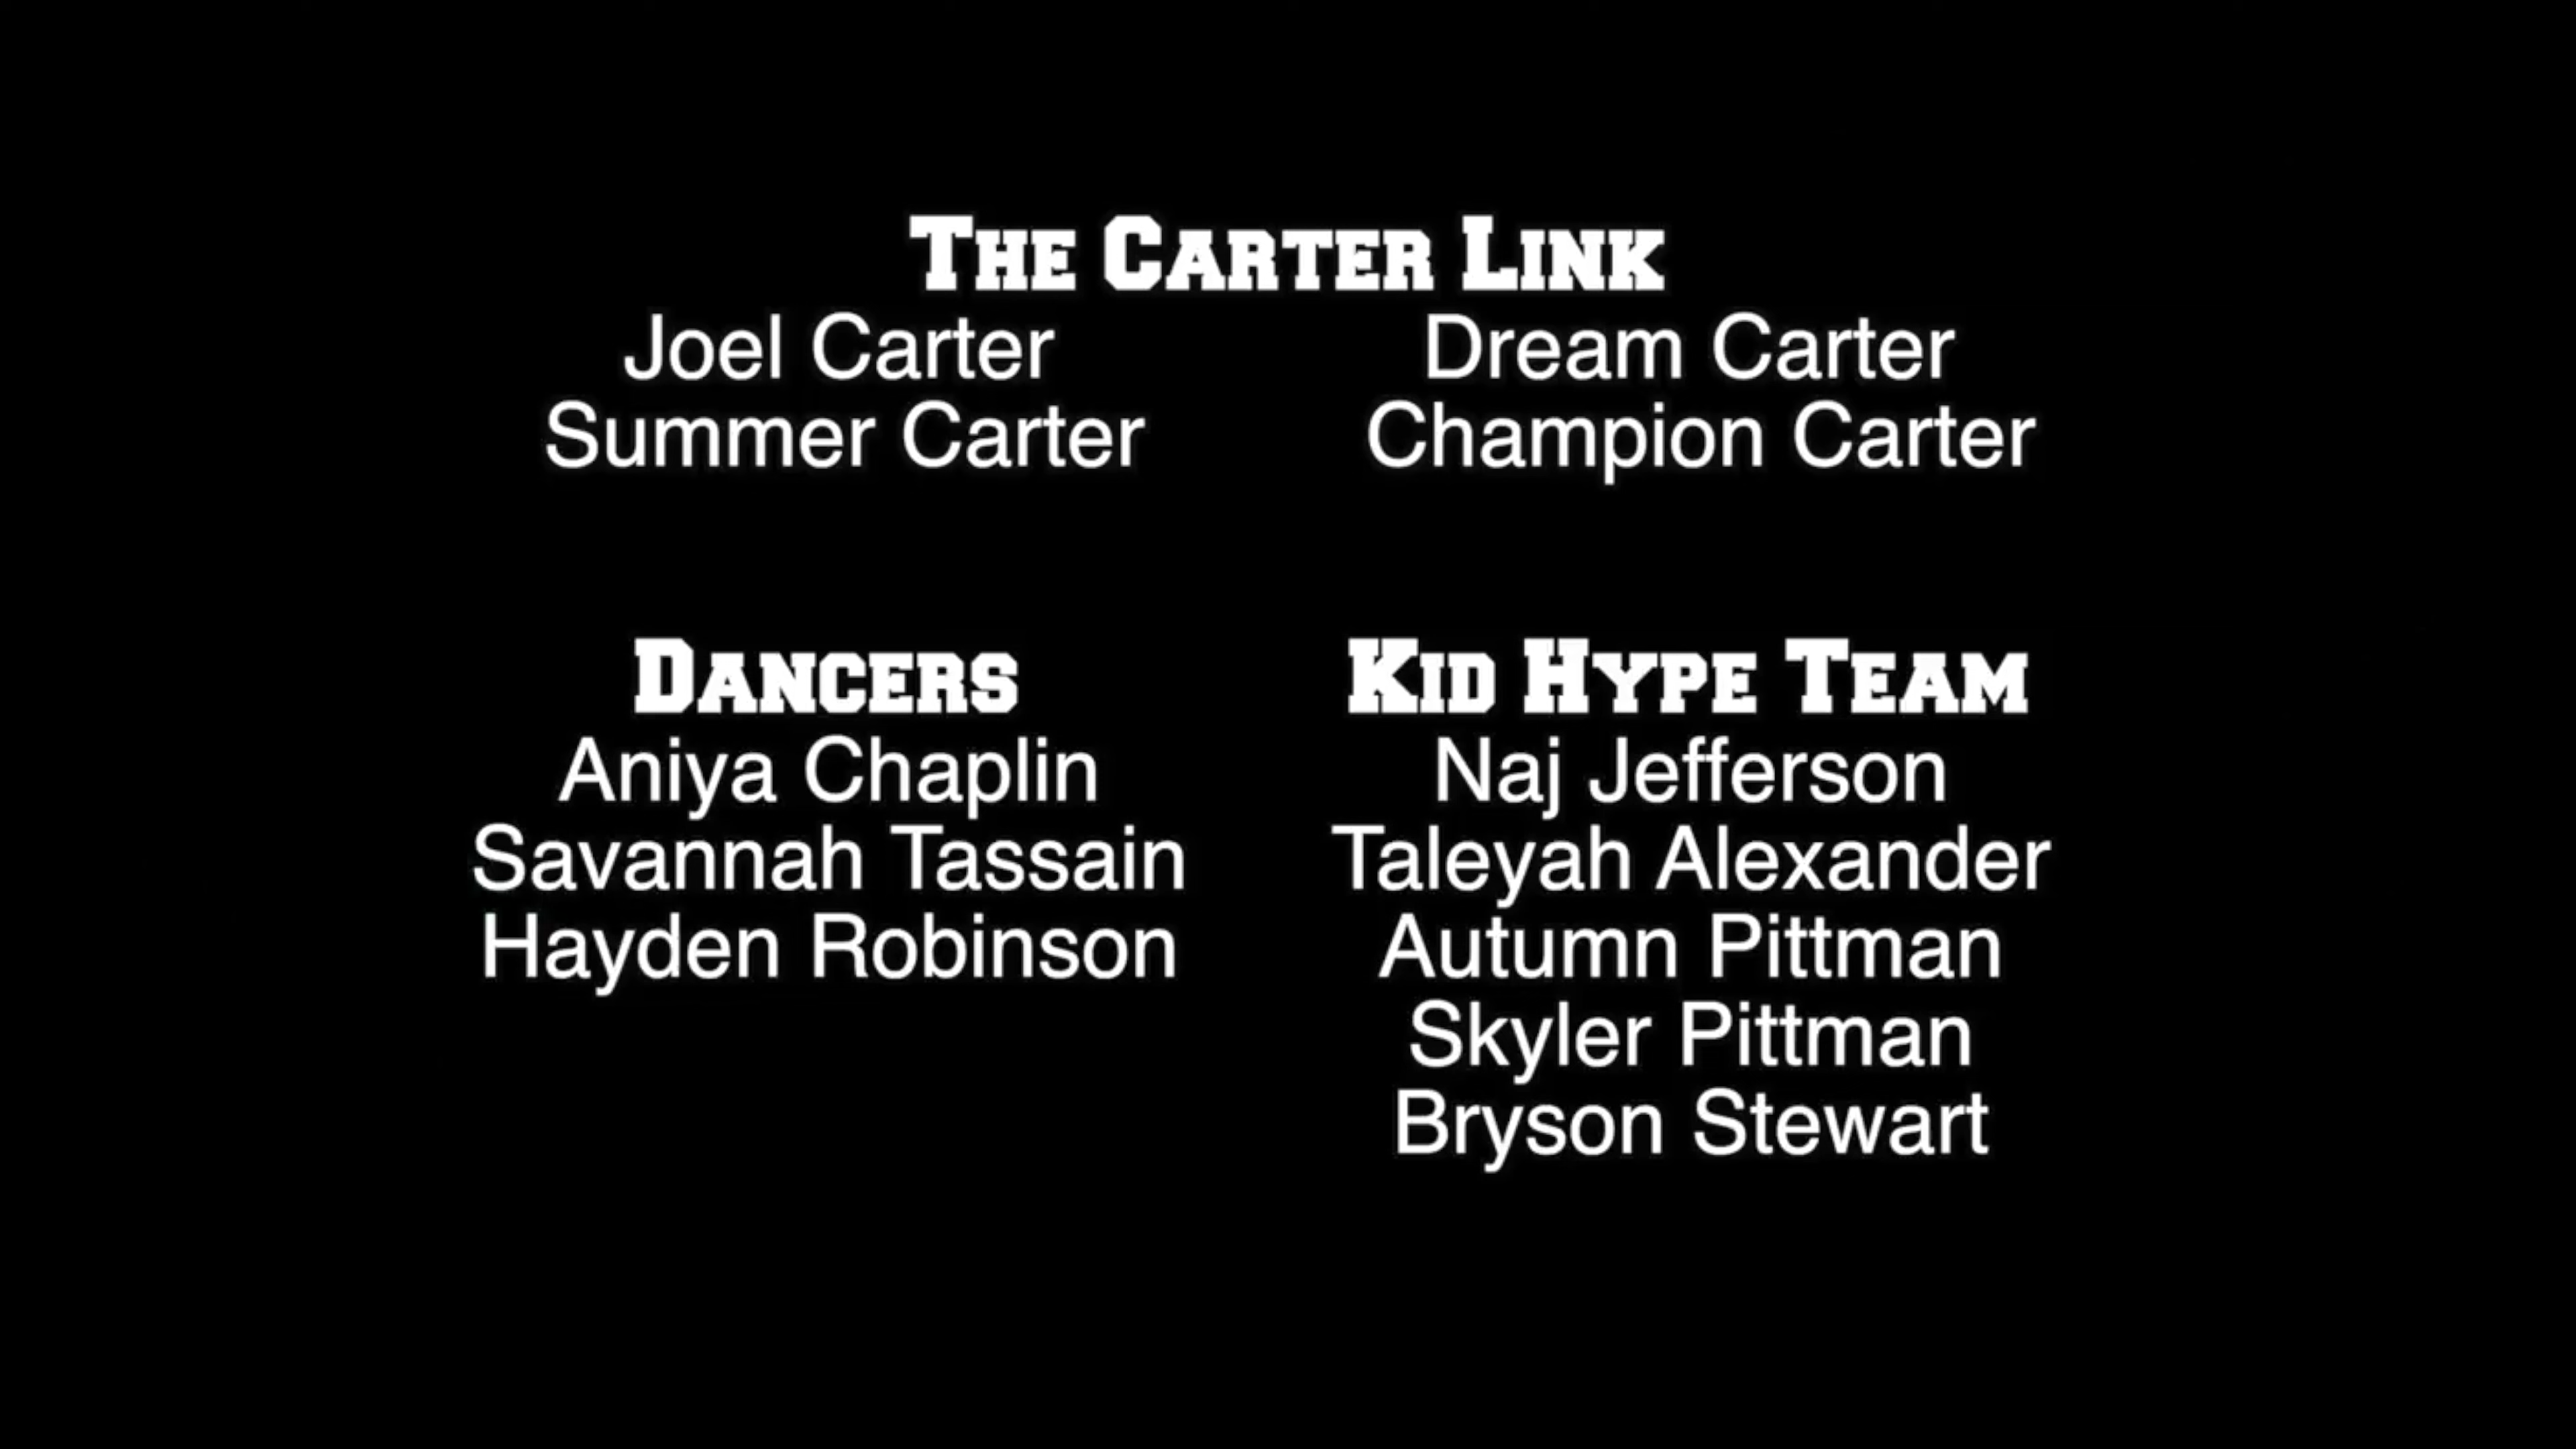 The Carter Link
Joel Carter Dream Carter
Summer Carter Champion Carter
Dancers
Aniya Chaplin
Savannah Tassain
Hayden Robinson
Kid Hype Team
Naj Jefferson
Taleyah Alexander
Autumn Pittman
Skyler Pittman
Bryson Stewart